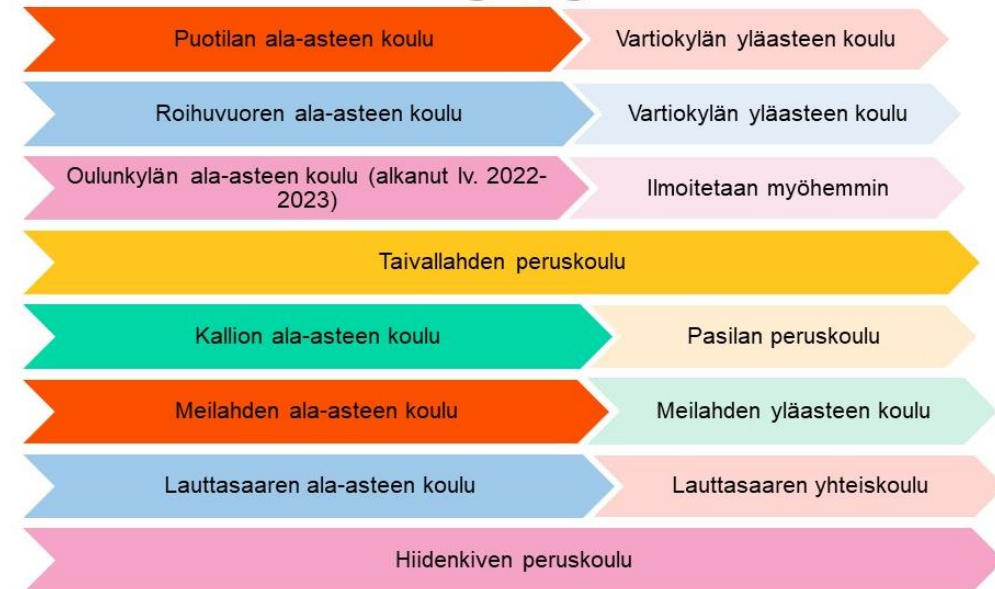 Puotilan ala-asteen koulu
Vartiokylän yläasteen koulu
Roihuvuoren ala-asteen koulu
Vartiokylän yläasteen koulu
Oulunkylän ala-asteen koulu (alkanut lv. 2022-
2023)
Ilmoitetaan myöhemmin
Taivallahden peruskoulu
Kallion ala-asteen koulu
Pasilan peruskoulu
Meilahden ala-asteen koulu
Meilahden yläasteen koulu
Lauttasaaren ala-asteen koulu
Lauttasaaren yhteiskoulu
Hiidenkiven peruskoulu